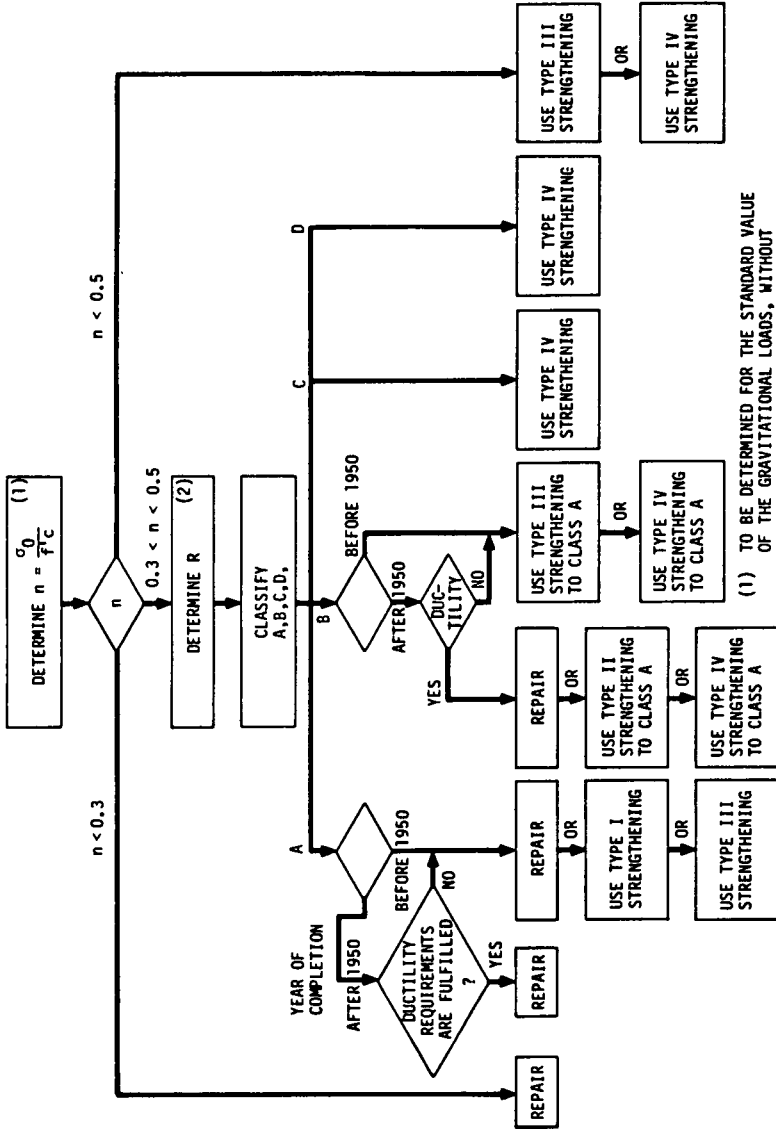 DETERMINE n = σ0 / f'c
(1)
n
n<0.3
0.3 < n < 0.5
n < 0.5
DETERMINE R
(2)
CLASSIFY
A,B,C,D,
A
B
C
D
YEAR OF
COMPLETION
AFTER 1950
BEFORE 1950
DUCTILITY
REQUIREMENTS
ARE FULFILLED
?
NO
YES
AFTER 1950
BEFORE 1950
DUC-
TILITY
NO
YES
REPAIR
REPAIR
REPAIR
OR
USE TYPE I
STRENGTHENING
OR
USE TYPE III
STRENGTHENING
REPAIR
OR
USE TYPE II
STRENGTHENING
TO CLASS A
OR
USE TYPE IV
STRENGTHENING
TO CLASS A
USE TYPE III
STRENGTHENING
TO CLASS A
OR
USE TYPE IV
STRENGTHENING
TO CLASS A
USE TYPE IV
STRENGTHENING
USE TYPE IV
STRENGTHENING
USE TYPE III
STRENGTHENING
OR
USE TYPE IV
STRENGTHENING
(1) TO BE DETERMINED FOR THE STANDARD VALUE
OF THE GRAVITATIONAL LOADS, WITHOUT